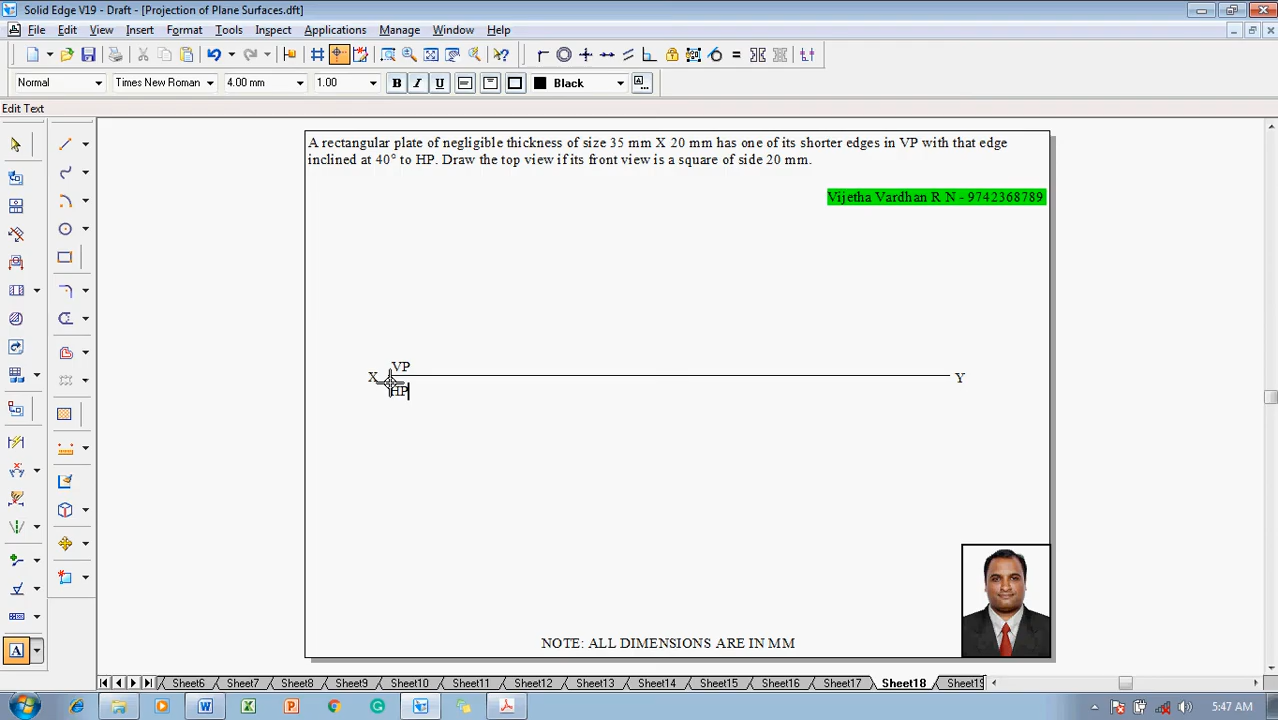 Solid Edge V19 - Draft - [Projection of Plane Surfaces.dft]
File Edit View Insert Format Tools Inspect Applications Manage Window Help
Normal Times New Roman 4.00 mm 1.00 B I U Black A
Edit Text
A rectangular plate of negligible thickness of size 35 mm X 20 mm has one of its shorter edges in VP with that edge
inclined at 40° to HP. Draw the top view if its front view is a square of side 20 mm.
Vijetha Vardhan R N - 9742368789
VP
X Y
HP
NOTE: ALL DIMENSIONS ARE IN MM
A
Sheet6 Sheet7 Sheet8 Sheet9 Sheet10 Sheet11 Sheet12 Sheet13 Sheet14 Sheet15 Sheet16 Sheet17 Sheet18 Sheet1
5:47 AM